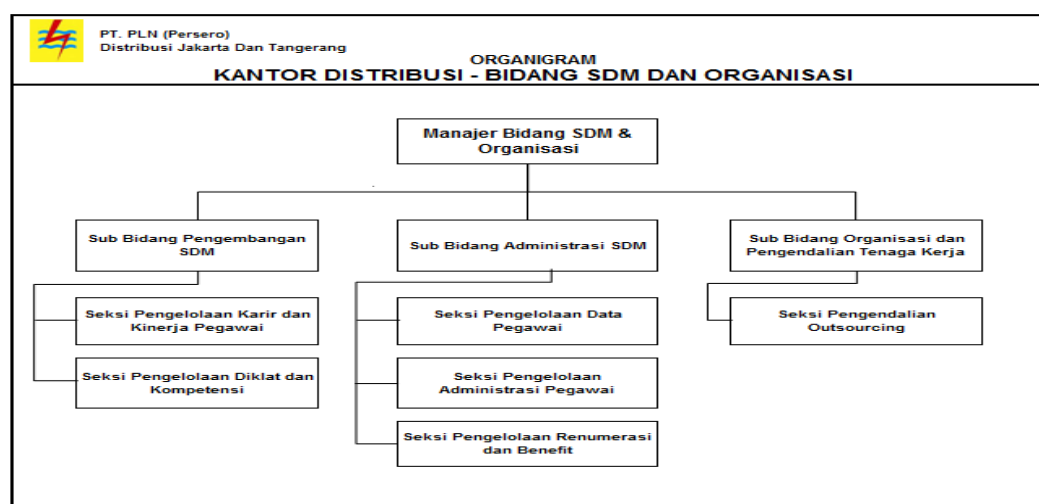 PT. PLN (Persero)
Distribusi Jakarta Dan Tangerang
ORGANIGRAM
KANTOR DISTRIBUSI - BIDANG SDM DAN ORGANISASI
Manajer Bidang SDM &
Organisasi
Sub Bidang Pengembangan
SDM
Sub Bidang Administrasi SDM
Sub Bidang Organisasi dan
Pengendalian Tenaga Kerja
Seksi Pengelolaan Karir dan
Kinerja Pegawai
Seksi Pengelolaan Data
Pegawai
Seksi Pengendalian
Outsourcing
Seksi Pengelolaan Diklat dan
Kompetensi
Seksi Pengelolaan
Administrasi Pegawai
Seksi Pengelolaan Renumerasi
dan Benefit